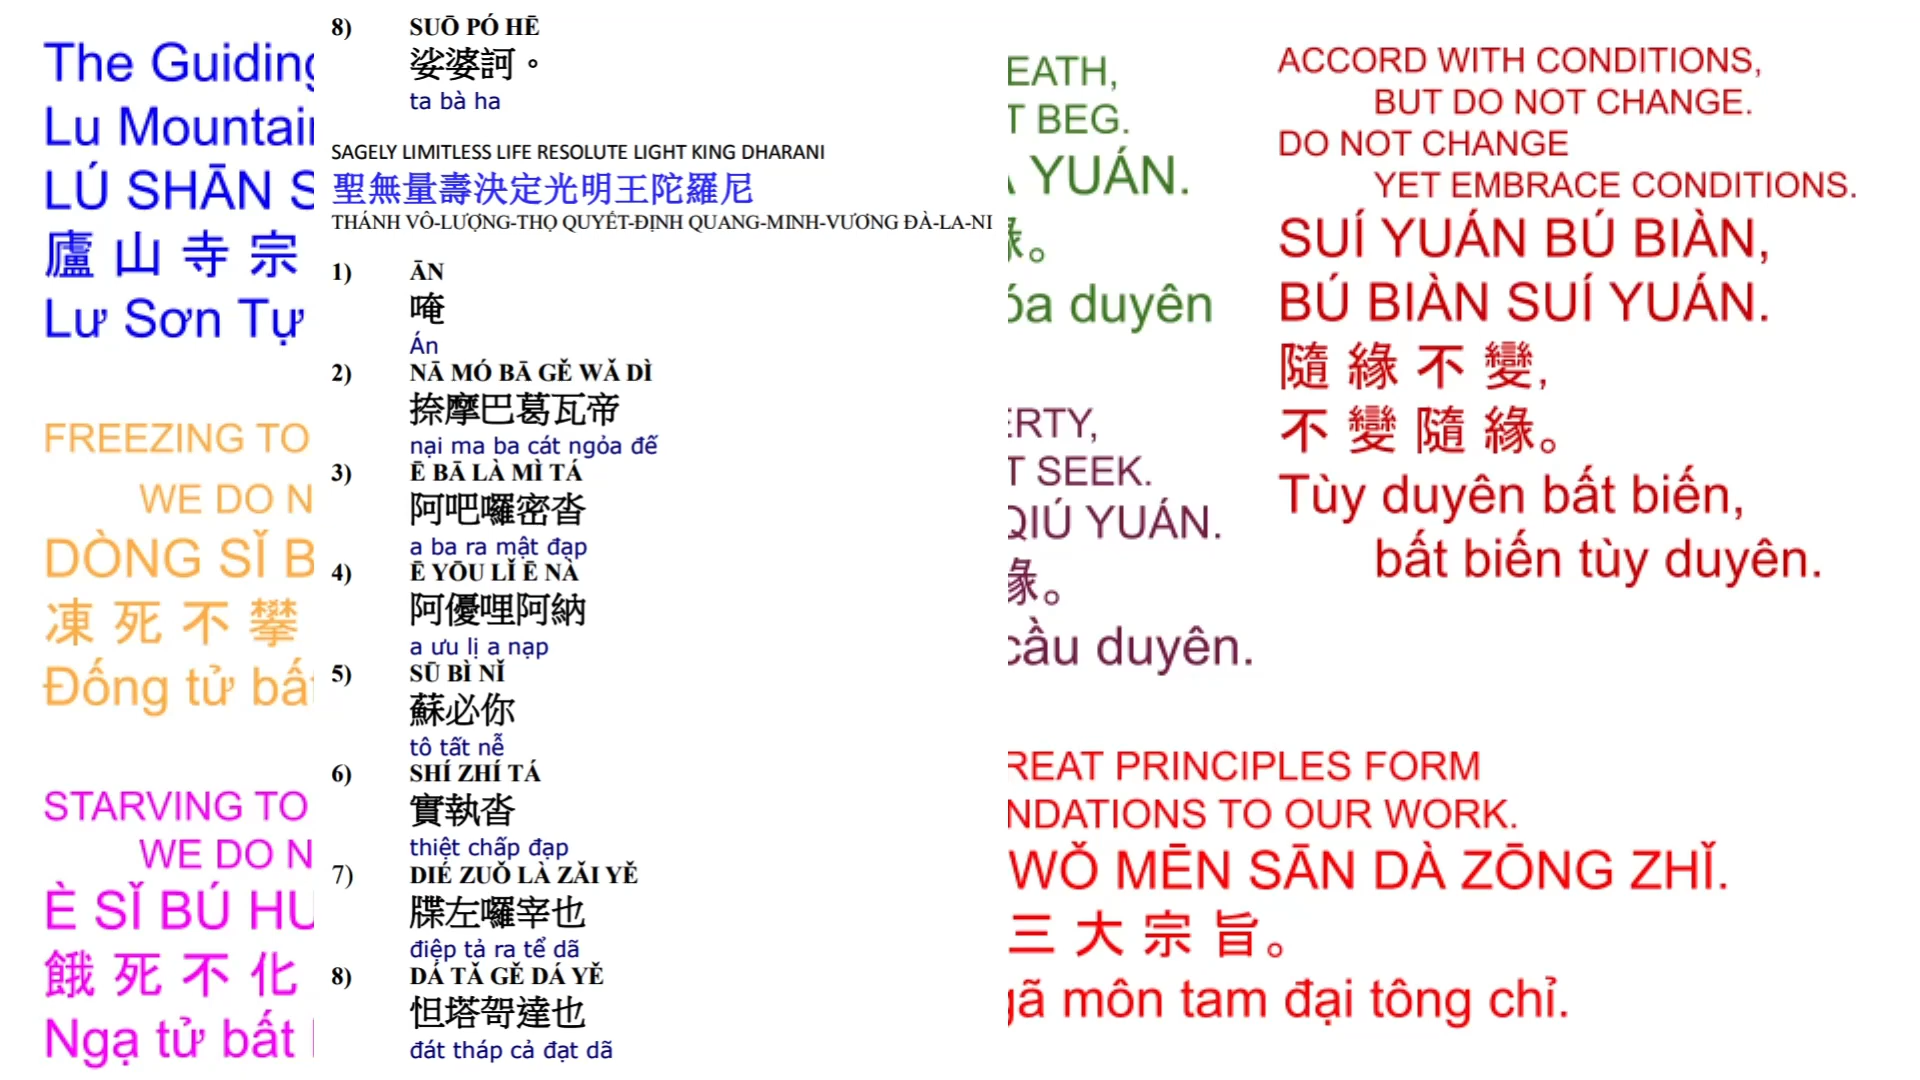 The Guiding
Lu Mountain
LÚ SHĀN S
廬 山 寺 宗
Lư Sơn Tự
FREEZING TO
WE DO N
DÒNG SǏ B
凍 死 不 攀
Đống tử bất
STARVING TO
WE DO N
È SǏ BÚ HU
餓 死 不 化
Ngạ tử bất
8) SUŌ PÓ HĒ
娑婆訶。
ta bà ha
SAGELY LIMITLESS LIFE RESOLUTE LIGHT KING DHARANI
聖無量壽決定光明王陀羅尼
THÁNH VÔ-LƯỢNG-THỌ QUYẾT-ĐỊNH QUANG-MINH-VƯƠNG ĐÀ-LA-NI
1) ĀN
唵
Án
2) NĀ MÓ BĀ GĚ WǍ DÌ
捺摩巴葛瓦帝
nại ma ba cát ngỏa đế
3) Ē BĀ LÀ MÌ TÁ
阿吧囉密沓
a ba ra mật đạp
4) Ē YŌU LǏ Ē NÀ
阿優哩阿納
a ưu lị a nạp
5) SŪ BÌ NǏ
蘇必你
tô tất nễ
6) SHÍ ZHÍ TÁ
實執沓
thiệt chấp đạp
7) DIÉ ZUǑ LÀ ZǍI YĚ
牒左囉宰也
điệp tả ra tể dã
8) DÁ TǍ GĚ DÁ YĚ
怛塔哿達也
đát tháp cả đạt dã
EATH,
T BEG.
YUÁN.
緣。
óa duyên
ERTY,
T SEEK.
QIÚ YUÁN.
緣。
cầu duyên.
ACCORD WITH CONDITIONS,
BUT DO NOT CHANGE.
DO NOT CHANGE
YET EMBRACE CONDITIONS.
SUÍ YUÁN BÚ BIÀN,
BÚ BIÀN SUÍ YUÁN.
隨 緣 不 變,
不 變 隨 緣。
Tùy duyên bất biến,
bất biến tùy duyên.
REAT PRINCIPLES FORM
NDATIONS TO OUR WORK.
WǑ MĒN SĀN DÀ ZŌNG ZHǏ.
三 大 宗 旨。
gã môn tam đại tông chỉ.